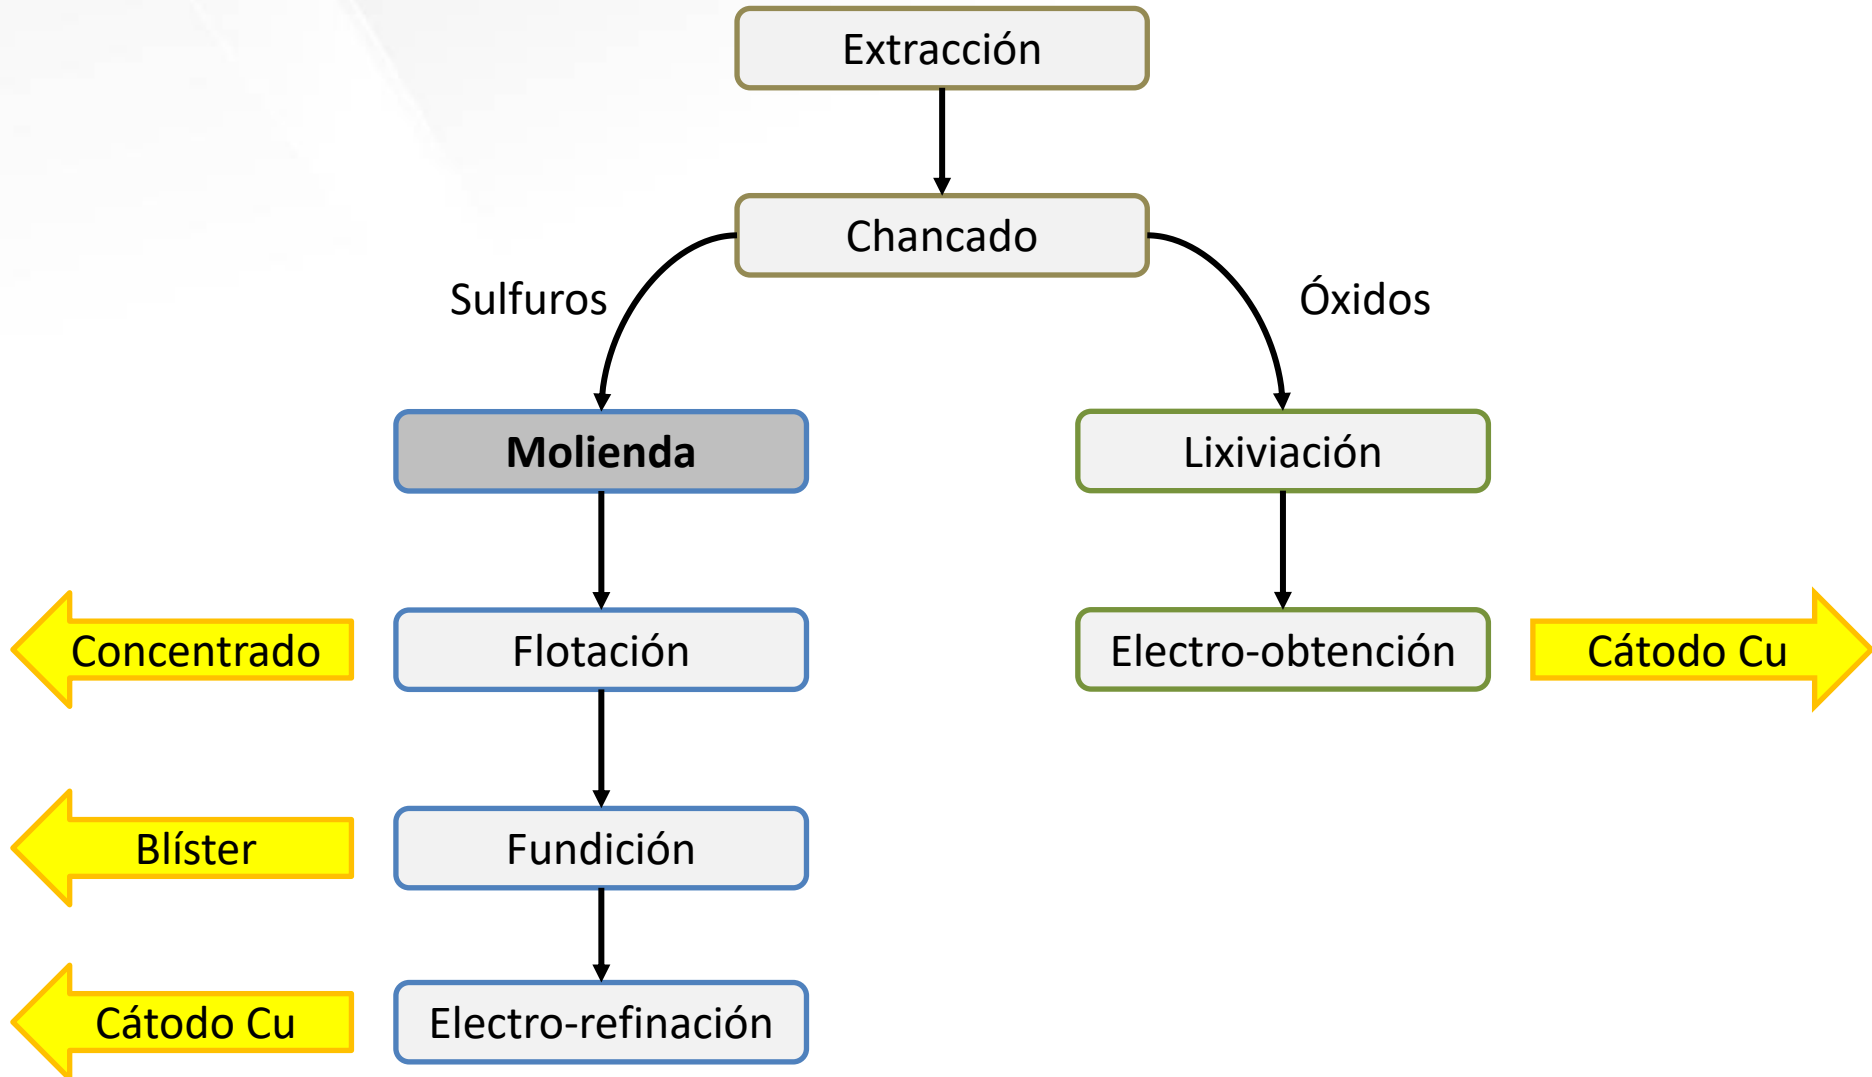 Extracción
Chancado
Sulfuros
Óxidos
Molienda
Lixiviación
Concentrado
Flotación
Electro-obtención
Cátodo Cu
Blíster
Fundición
Cátodo Cu
Electro-refinación